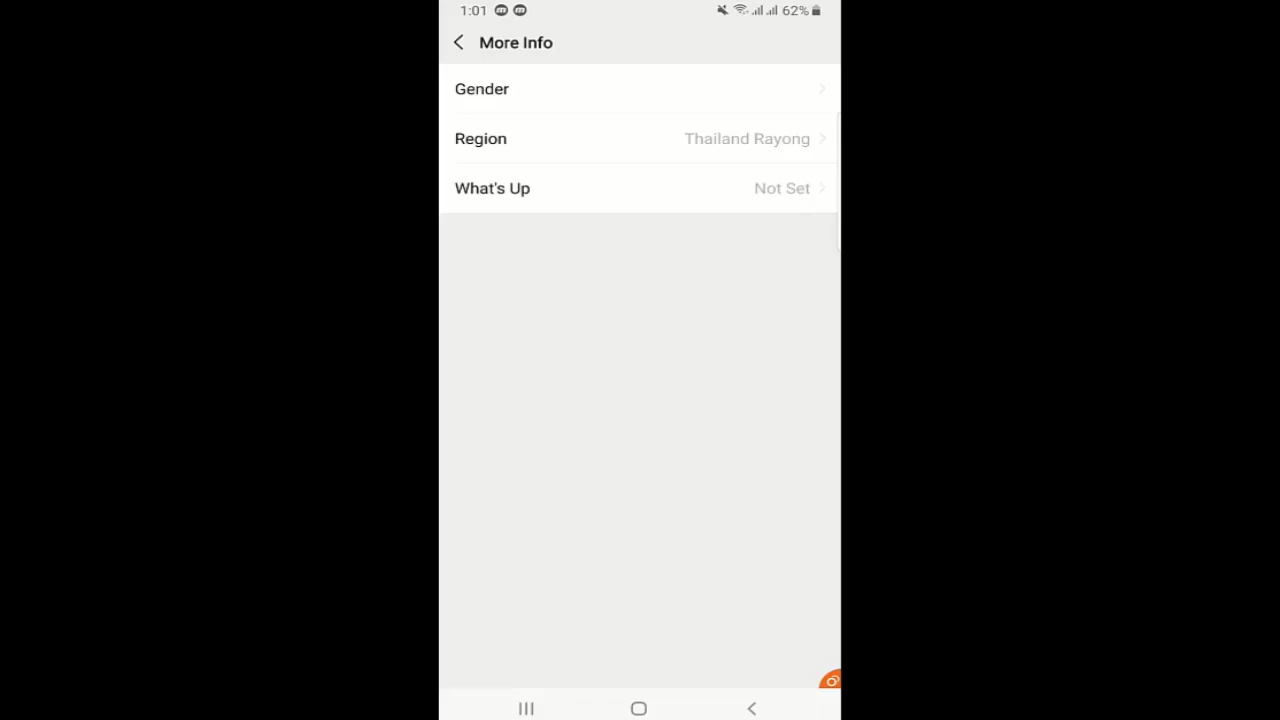 1:01 62%
More Info
Gender
Region Thailand Rayong
What's Up Not Set